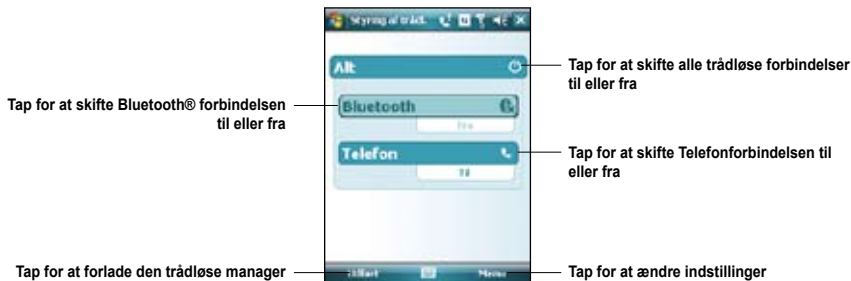 Styring af tråd.
Alt
Tap for at skifte alle trådløse forbindelser
til eller fra
Tap for at skifte Bluetooth® forbindelsen
til eller fra
Bluetooth
Fra
Telefon
Til
Tap for at skifte Telefonforbindelsen til
eller fra
Tap for at forlade den trådløse manager
Menu
Tap for at ændre indstillinger